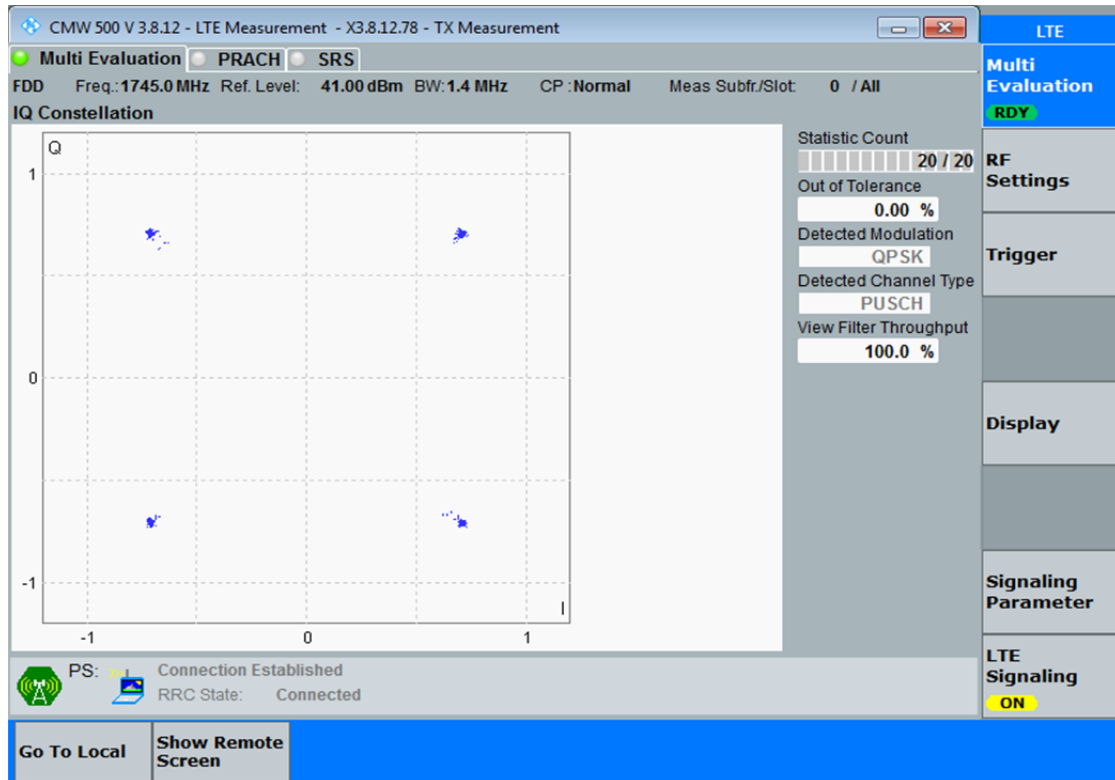 CMW 500 V 3.8.12 - LTE Measurement - X3.8.12.78 - TX Measurement
Multi Evaluation PRACH SRS
FDD Freq.:1745.0 MHz Ref. Level: 41.00 dBm BW:1.4 MHz CP :Normal Meas Subfr./Slot: 0 / All
IQ Constellation
Q
1
0
-1
-1 0 1
I
Statistic Count
20 / 20
Out of Tolerance
0.00 %
Detected Modulation
QPSK
Detected Channel Type
PUSCH
View Filter Throughput
100.0 %
PS: Connection Established
RRC State: Connected
LTE
Multi
Evaluation
RDY
RF
Settings
Trigger
Display
Signaling
Parameter
LTE
Signaling
ON
Go To Local
Show Remote
Screen